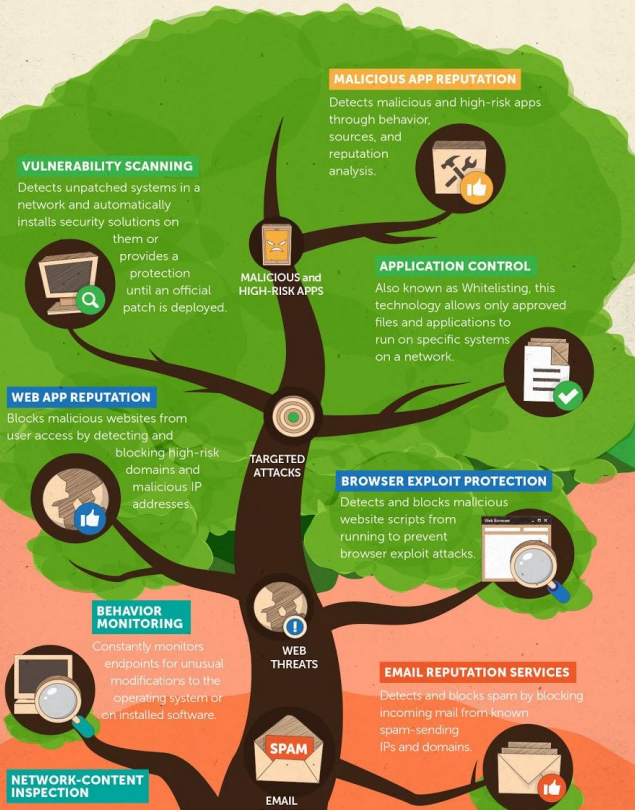 MALICIOUS APP REPUTATION
Detects malicious and high-risk apps
through behavior,
sources, and
reputation
analysis.
VULNERABILITY SCANNING
Detects unpatched systems in a
network and automatically
installs security solutions on
them or
provides a
protection
until an official
patch is deployed.
MALICIOUS and
HIGH-RISK APPS
APPLICATION CONTROL
Also known as Whitelisting, this
technology allows only approved
files and applications to
run on specific systems
on a network.
WEB APP REPUTATION
Blocks malicious websites from
user access by detecting and
blocking high-risk
domains and
malicious IP
addresses.
TARGETED
ATTACKS
BROWSER EXPLOIT PROTECTION
Detects and blocks malicious
website scripts from
running to prevent
browser exploit attacks.
Web Browser
BEHAVIOR
MONITORING
Constantly monitors
endpoints for unusual
modifications to the
operating system or
on installed software.
WEB
THREATS
EMAIL REPUTATION SERVICES
Detects and blocks spam by blocking
incoming mail from known
spam-sending
IPs and domains.
SPAM
EMAIL
NETWORK-CONTENT
INSPECTION